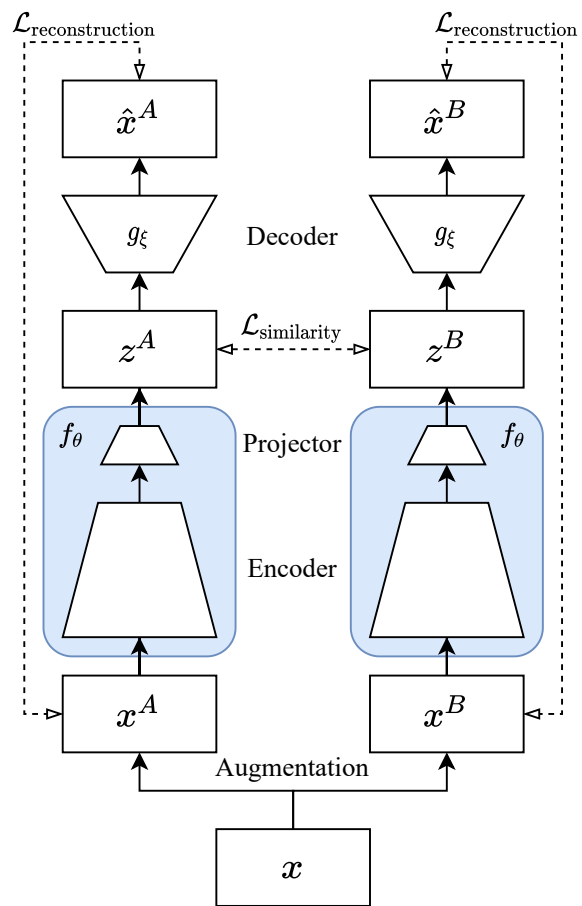 ℒreconstruction ℒreconstruction
x̂^A x̂^B
g_ξ Decoder g_ξ
ℒsimilarity
z^A z^B
f_θ Projector f_θ
Encoder
x^A x^B
Augmentation
x